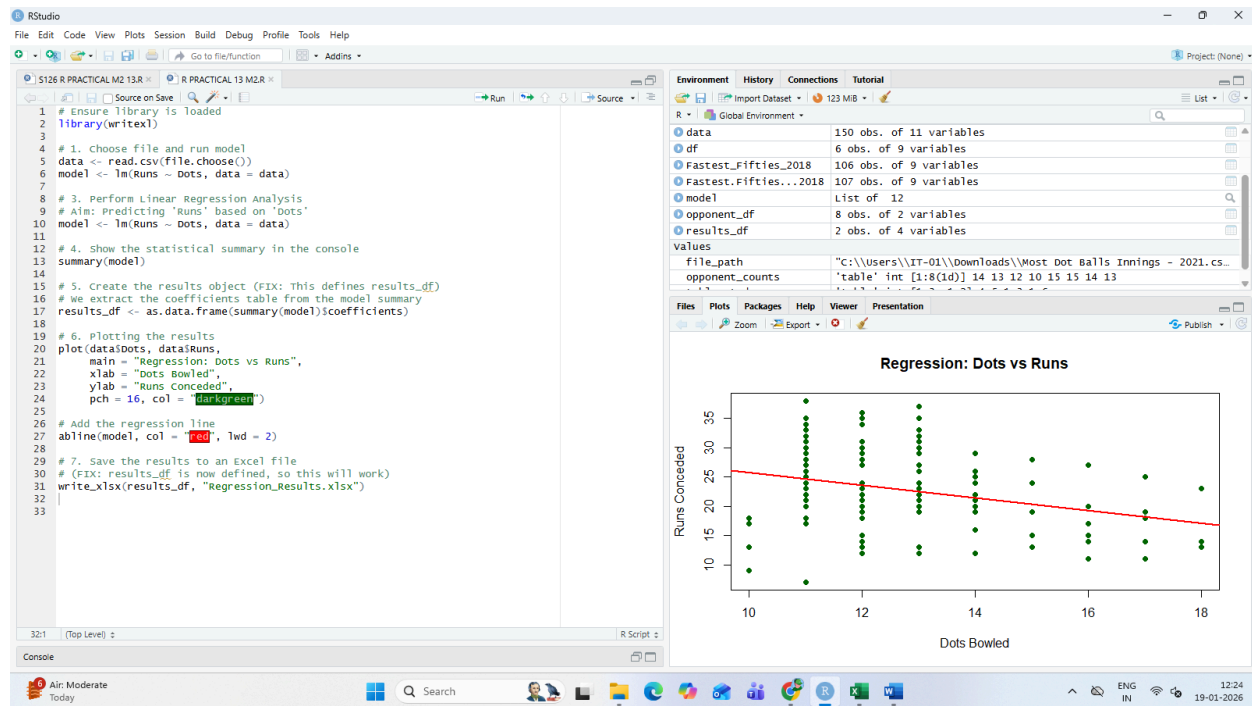 RStudio
File Edit Code View Plots Session Build Debug Profile Tools Help
Go to file/function
Addins
Project: (None)
S126 R PRACTICAL M2 13.R
R PRACTICAL 13 M2.R
Source on Save
Run
Source
1 # Ensure library is loaded
2 library(writexl)
3
4 # 1. Choose file and run model
5 data <- read.csv(file.choose())
6 model <- lm(Runs ~ Dots, data = data)
7
8 # 3. Perform Linear Regression Analysis
9 # Aim: Predicting 'Runs' based on 'Dots'
10 model <- lm(Runs ~ Dots, data = data)
11
12 # 4. Show the statistical summary in the console
13 summary(model)
14
15 # 5. Create the results object (FIX: This defines results_df)
16 # We extract the coefficients table from the model summary
17 results_df <- as.data.frame(summary(model)$coefficients)
18
19 # 6. Plotting the results
20 plot(data$Dots, data$Runs,
21 main = "Regression: Dots vs Runs",
22 xlab = "Dots Bowled",
23 ylab = "Runs Conceded",
24 pch = 16, col = "darkgreen")
25
26 # Add the regression line
27 abline(model, col = "red", lwd = 2)
28
29 # 7. Save the results to an Excel file
30 # (FIX: results_df is now defined, so this will work)
31 write_xlsx(results_df, "Regression_Results.xlsx")
32
33
32:1 (Top Level)
R Script
Console
Environment History Connections Tutorial
Import Dataset
123 MiB
List
R
Global Environment
data 150 obs. of 11 variables
df 6 obs. of 9 variables
Fastest_Fifties_2018 106 obs. of 9 variables
Fastest.Fifties...2018 107 obs. of 9 variables
model List of 12
opponent_df 8 obs. of 2 variables
results_df 2 obs. of 4 variables
Values
file_path "C:\\Users\\IT-01\\Downloads\\Most Dot Balls Innings - 2021.cs…
opponent_counts 'table' int [1:8(1d)] 14 13 12 10 15 15 14 13
Files Plots Packages Help Viewer Presentation
Zoom
Export
Publish
Regression: Dots vs Runs
Runs Conceded
35
30
25
20
15
10
10 12 14 16 18
Dots Bowled
6
Air: Moderate
Today
Search
ENG
IN
12:24
19-01-2026